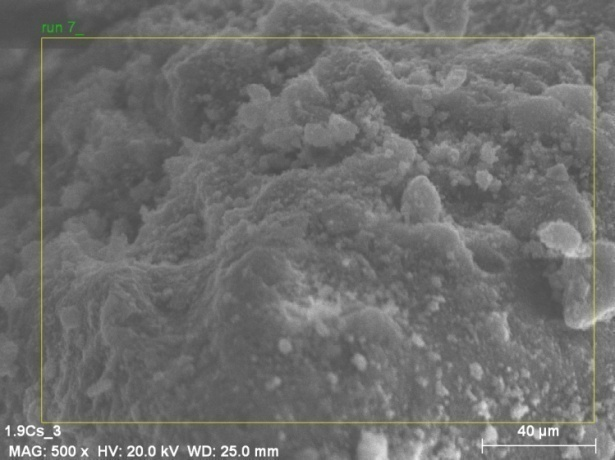 run 7_
1.9Cs_3
40 µm
MAG: 500 x HV: 20.0 kV WD: 25.0 mm